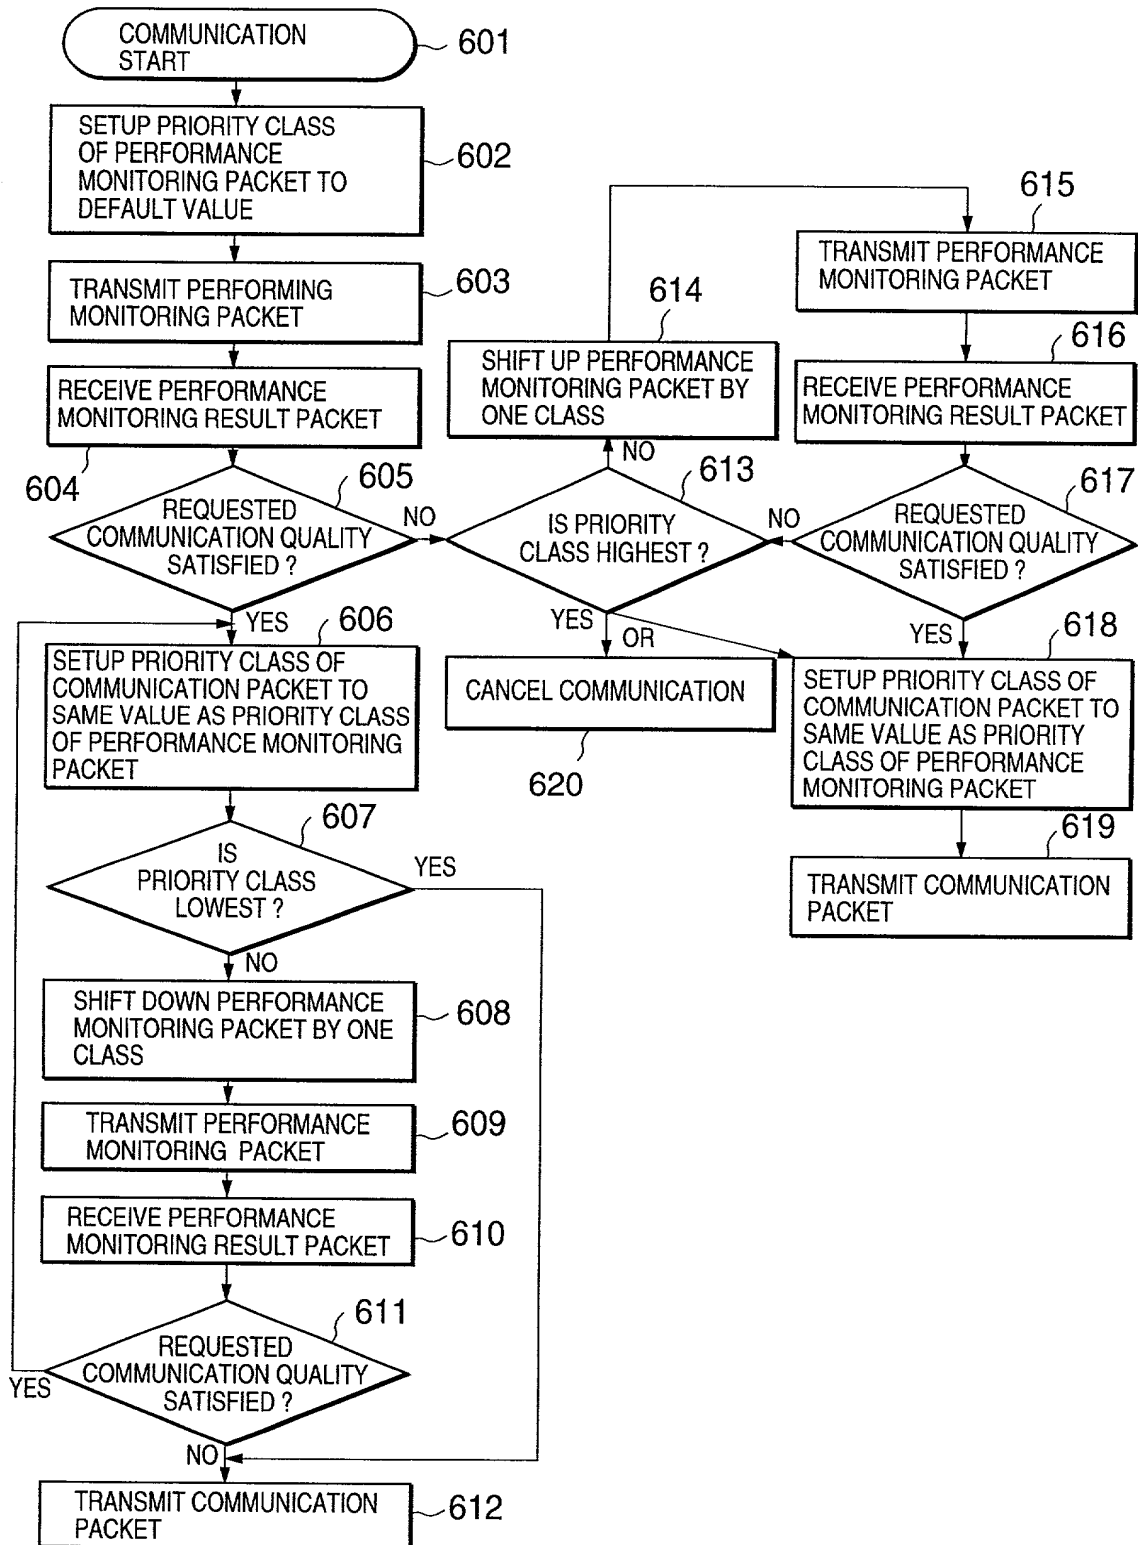 COMMUNICATION
START
601
SETUP PRIORITY CLASS
OF PERFORMANCE
MONITORING PACKET TO
DEFAULT VALUE
602
TRANSMIT PERFORMING
MONITORING PACKET
603
RECEIVE PERFORMANCE
MONITORING RESULT PACKET
604
605
REQUESTED
COMMUNICATION QUALITY
SATISFIED ?
NO
YES
606
SETUP PRIORITY CLASS OF
COMMUNICATION PACKET TO
SAME VALUE AS PRIORITY CLASS
OF PERFORMANCE MONITORING
PACKET
607
IS
PRIORITY CLASS
LOWEST ?
YES
NO
SHIFT DOWN PERFORMANCE
MONITORING PACKET BY ONE
CLASS
608
TRANSMIT PERFORMANCE
MONITORING PACKET
609
RECEIVE PERFORMANCE
MONITORING RESULT PACKET
610
611
REQUESTED
COMMUNICATION QUALITY
SATISFIED ?
YES
NO
TRANSMIT COMMUNICATION
PACKET
612
614
SHIFT UP PERFORMANCE
MONITORING PACKET BY
ONE CLASS
NO
613
IS PRIORITY
CLASS HIGHEST ?
YES
OR
CANCEL COMMUNICATION
620
615
TRANSMIT PERFORMANCE
MONITORING PACKET
616
RECEIVE PERFORMANCE
MONITORING RESULT PACKET
617
NO
REQUESTED
COMMUNICATION QUALITY
SATISFIED ?
YES
618
SETUP PRIORITY CLASS OF
COMMUNICATION PACKET TO
SAME VALUE AS PRIORITY
CLASS OF PERFORMANCE
MONITORING PACKET
619
TRANSMIT COMMUNICATION
PACKET